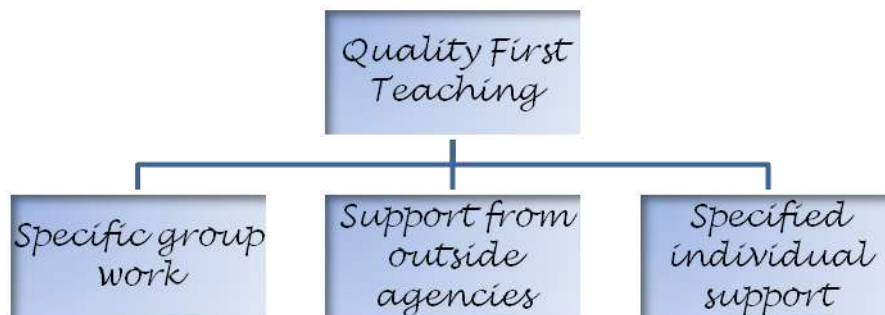 Quality First
Teaching
Specific group
work
Support from
outside
agencies
Specified
individual
support